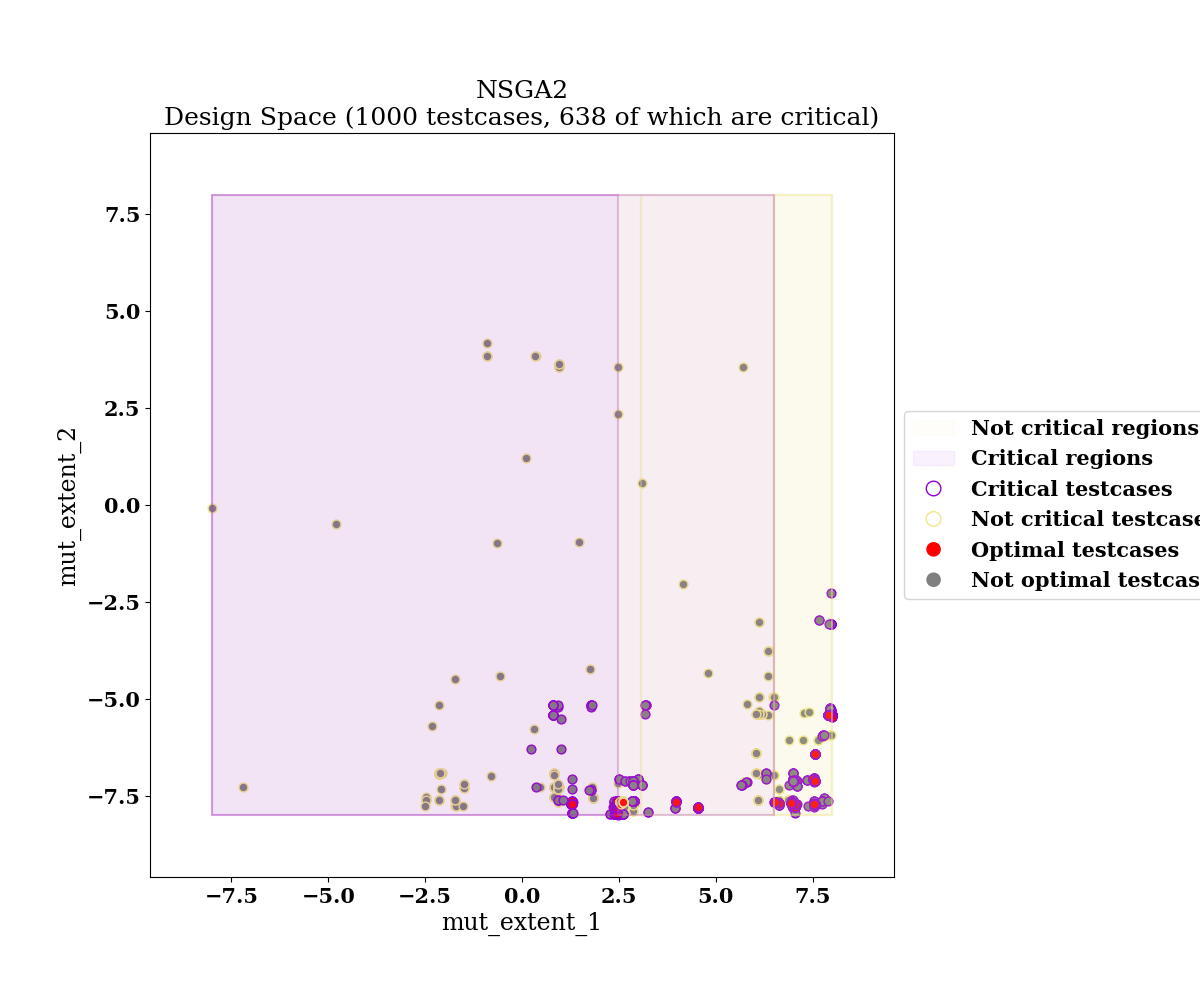 NSGA2
Design Space (1000 testcases, 638 of which are critical)
7.5
5.0
2.5
0.0
−2.5
−5.0
−7.5
mut_extent_2
−7.5
−5.0
−2.5
0.0
2.5
5.0
7.5
mut_extent_1
Not critical regions
Critical regions
Critical testcases
Not critical testcase
Optimal testcases
Not optimal testcas